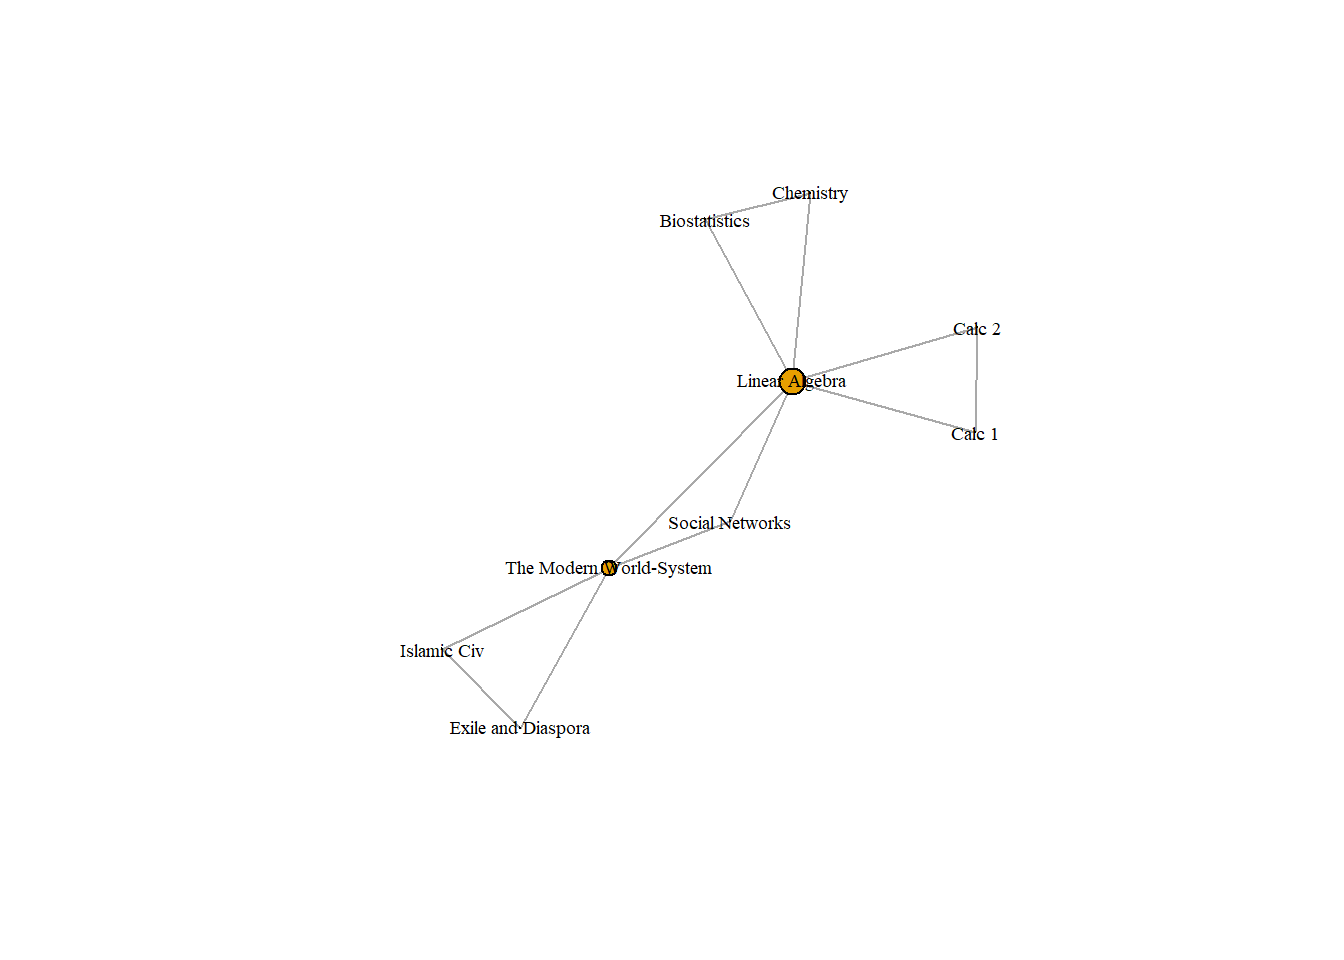 Chemistry
Biostatistics
Calc 2
Linear Algebra
Calc 1
Social Networks
The Modern World-System
Islamic Civ
Exile and Diaspora